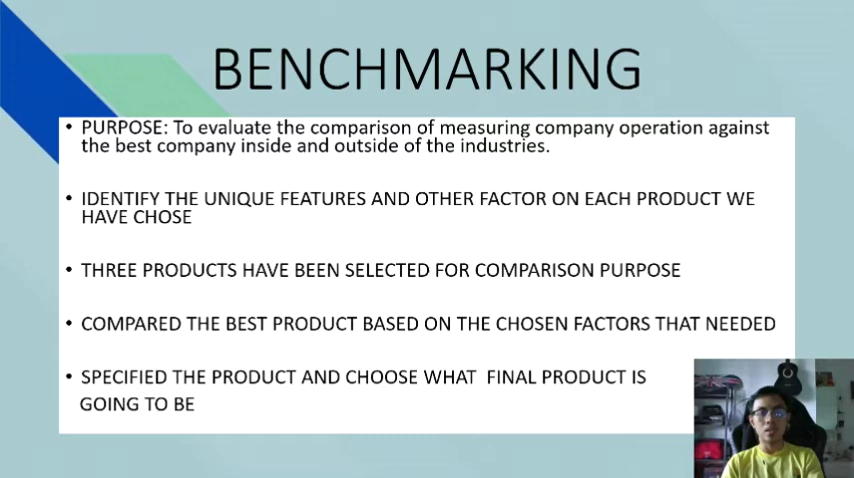 BENCHMARKING
• PURPOSE: To evaluate the comparison of measuring company operation against
the best company inside and outside of the industries.
• IDENTIFY THE UNIQUE FEATURES AND OTHER FACTOR ON EACH PRODUCT WE
HAVE CHOSE
• THREE PRODUCTS HAVE BEEN SELECTED FOR COMPARISON PURPOSE
• COMPARED THE BEST PRODUCT BASED ON THE CHOSEN FACTORS THAT NEEDED
• SPECIFIED THE PRODUCT AND CHOOSE WHAT  FINAL PRODUCT IS
GOING TO BE